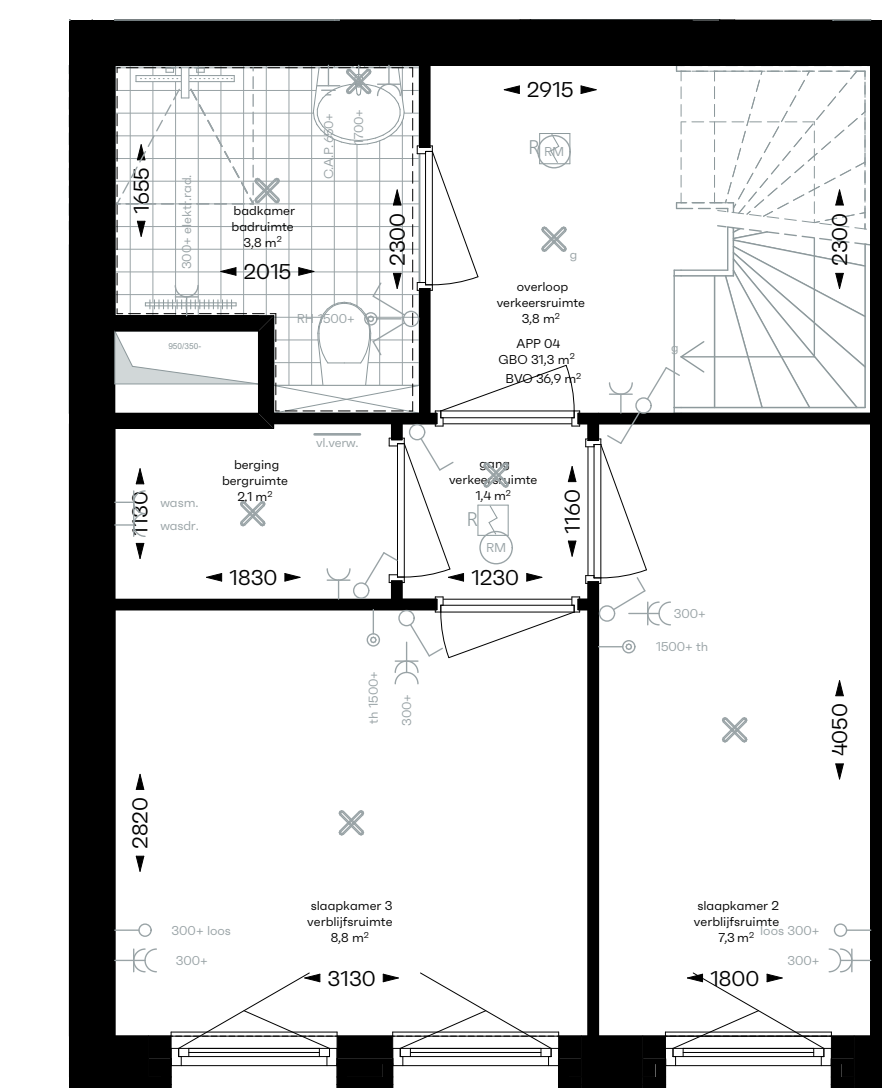 2915
R RM
C.A.P. 650+
1700+
1655
300+ elektr.rad.
badkamer
badruimte
3,8 m²
2015
2300
g
2300
overloop
verkeersruimte
3,8 m²
APP 04
GBO 31,3 m²
BVO 36,9 m²
RH 1500+
950/350-
g
vl.verw.
berging
bergruimte
2,1 m²
1130
wasm.
wasdr.
1830
gang
verkeersruimte
1,4 m²
R
RM
1160
1230
300+
1500+ th
th 1500+
300+
4050
2820
slaapkamer 3
verblijfsruimte
8,8 m²
300+ loos
300+
3130
slaapkamer 2
verblijfsruimte
7,3 m²
loos 300+
300+
1800